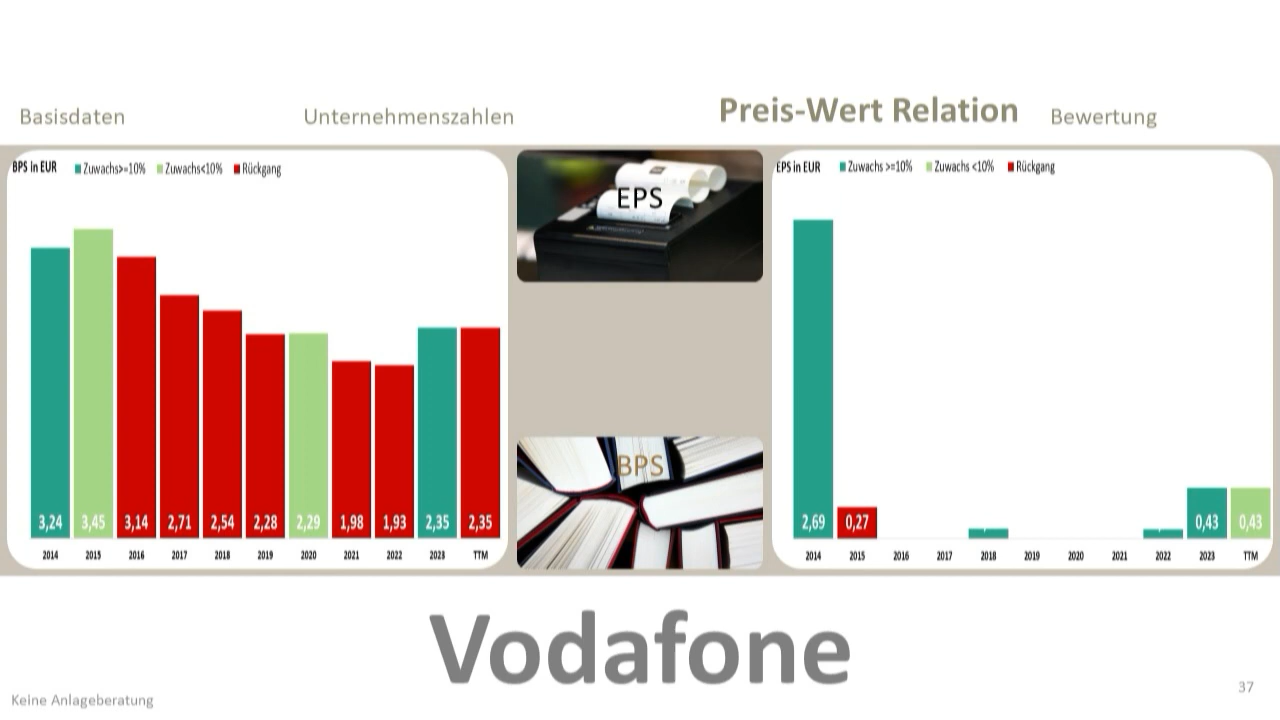 Basisdaten
Unternehmenszahlen
Preis-Wert Relation
Bewertung
BPS in EUR
Zuwachs>=10%
Zuwachs<10%
Rückgang
3,24
3,45
3,14
2,71
2,54
2,28
2,29
1,98
1,93
2,35
2,35
2014
2015
2016
2017
2018
2019
2020
2021
2022
2023
TTM
EPS
BPS
EPS in EUR
Zuwachs >=10%
Zuwachs <10%
Rückgang
2,69
0,27
0,43
0,43
2014
2015
2016
2017
2018
2019
2020
2021
2022
2023
TTM
Vodafone
Keine Anlageberatung
37